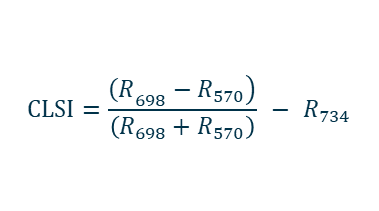 CLSI = (R₆₉₈ − R₅₇₀) / (R₆₉₈ + R₅₇₀) − R₇₃₄